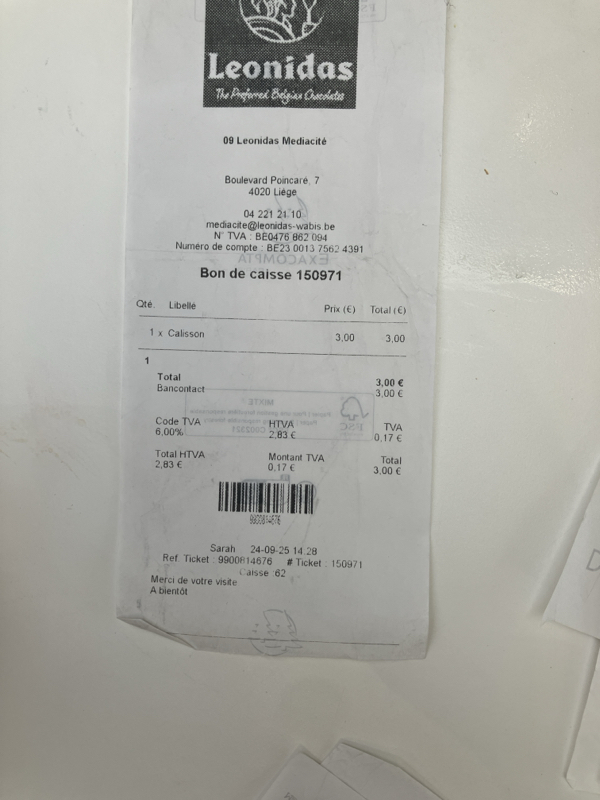 Leonidas
The Preferred Belgian Chocolates
09 Leonidas Mediacité
Boulevard Poincaré, 7
4020 Liège
04 221 21 10
mediacite@leonidas-wabis.be
N° TVA : BE0476 862 094
Numéro de compte : BE23 0013 7562 4391
EXACOMPTA
Bon de caisse 150971
Qté. Libellé Prix (€) Total (€)
1 x Calisson 3,00 3,00
1
Total 3,00 €
Bancontact 3,00 €
MIXTE
FSC
Code TVA HTVA TVA
6,00% 2,83 € 0,17 €
Total HTVA Montant TVA Total
2,83 € 0,17 € 3,00 €
9900814676
Sarah 24-09-25 14:28
Ref Ticket : 9900814676 # Ticket : 150971
Caisse 62
Merci de votre visite
A bientôt